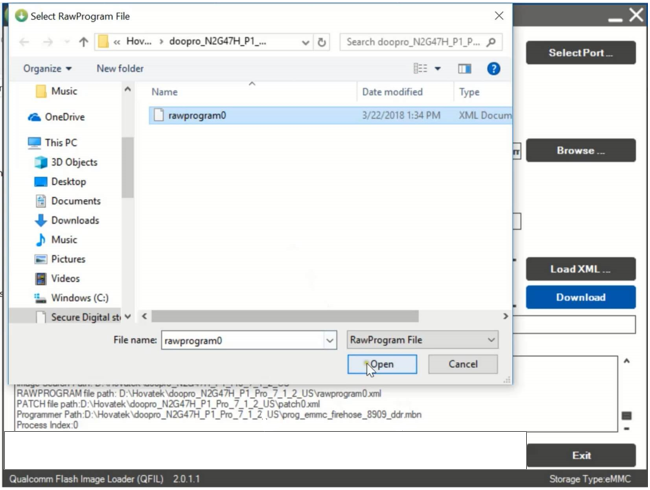 Select RawProgram File
« Hov... > doopro_N2G47H_P1_...
Search doopro_N2G47H_P1_P...
Select Port ...
Organize
New folder
Name
Date modified
Type
Music
rawprogram0
3/22/2018 1:34 PM
XML Docum
OneDrive
This PC
Browse ...
3D Objects
Desktop
Documents
Downloads
Music
Pictures
Load XML ...
Videos
Windows (C:)
Download
Secure Digital sto
File name:
rawprogram0
RawProgram File
Open
Cancel
RAWPROGRAM file path: D:\Hovatek\doopro_N2G47H_P1_Pro_7_1_2_US\rawprogram0.xml
PATCH file path:D:\Hovatek\doopro_N2G47H_P1_Pro_7_1_2_US\patch0.xml
Programmer Path:D:\Hovatek\doopro_N2G47H_P1_Pro_7_1_2_US\prog_emmc_firehose_8909_ddr.mbn
Process Index:0
Exit
Qualcomm Flash Image Loader (QFIL) 2.0.1.1
Storage Type:eMMC